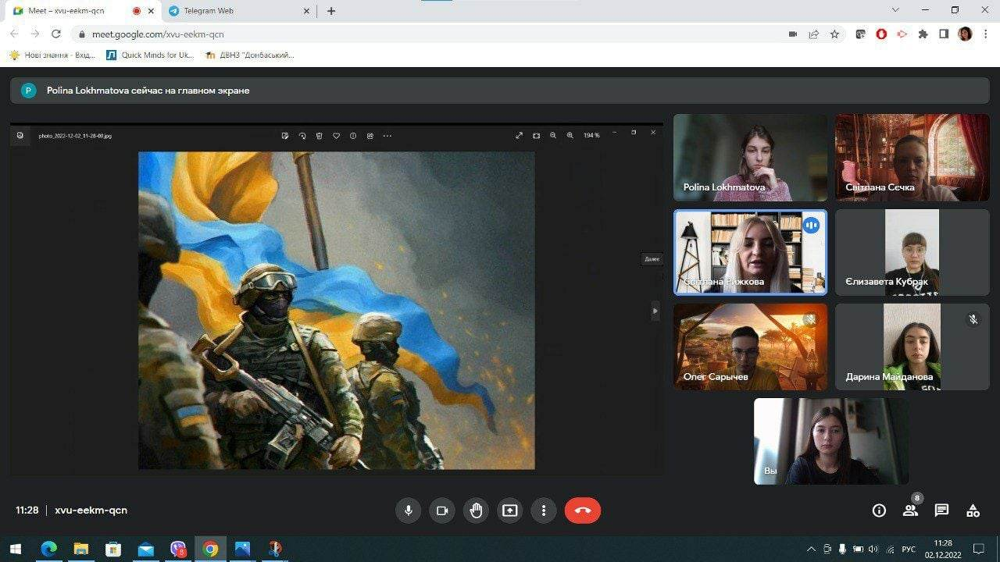 Meet – xvu-eekm-qcn
Telegram Web
meet.google.com/xvu-eekm-qcn
Нові знання - Вхід...
Quick Minds for Uk...
ДВНЗ "Донбаський...
P
Polina Lokhmatova сейчас на главном экране
photo_2022-12-02_11-28-00.jpg
194 %
Далее
Polina Lokhmatova
Світлана Сєчка
Світлана Рижкова
Єлизавета Кубрак
Олег Сарычев
Дарина Майданова
Вы
11:28
xvu-eekm-qcn
8
8
РУС
11:28
02.12.2022